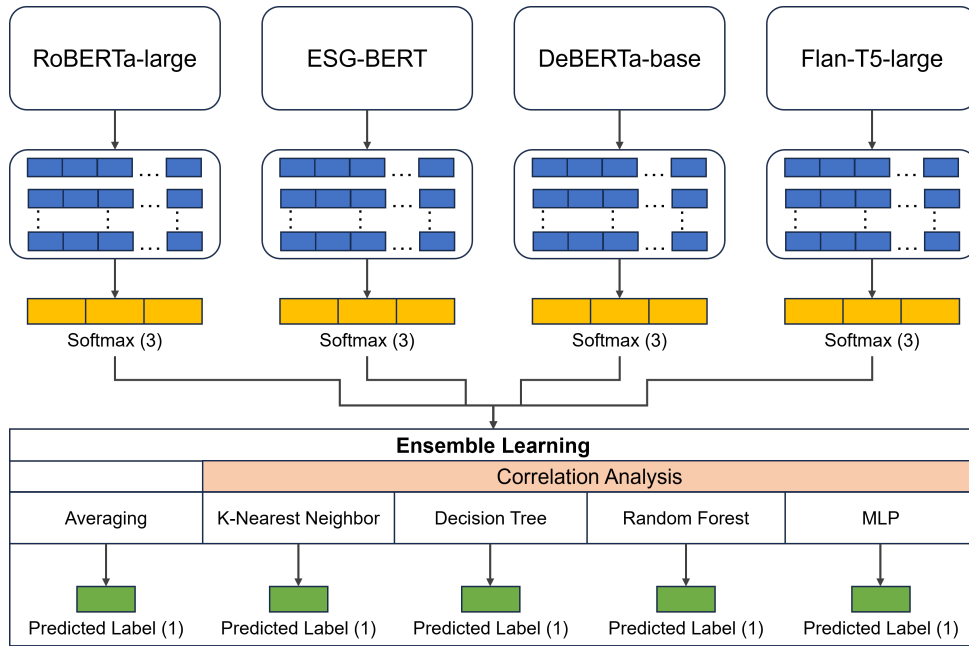 RoBERTa-large
ESG-BERT
DeBERTa-base
Flan-T5-large
... ... ... ...
... ... ... ...
... ... ... ...
Softmax (3)
Softmax (3)
Softmax (3)
Softmax (3)
Ensemble Learning
Correlation Analysis
Averaging
K-Nearest Neighbor
Decision Tree
Random Forest
MLP
Predicted Label (1)
Predicted Label (1)
Predicted Label (1)
Predicted Label (1)
Predicted Label (1)